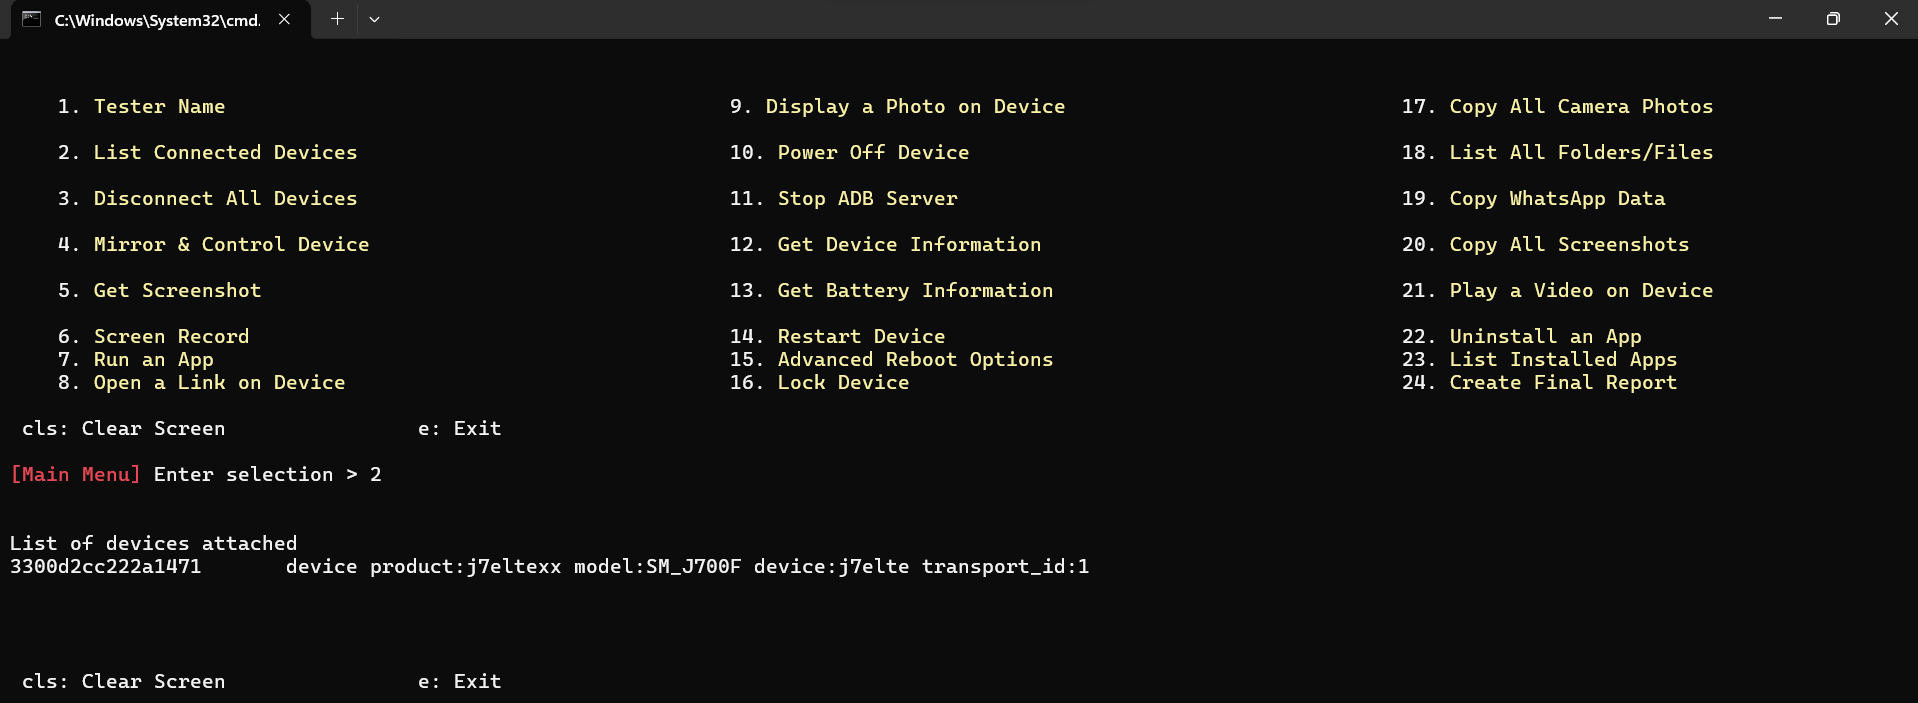 C:\Windows\System32\cmd.
1. Tester Name 9. Display a Photo on Device 17. Copy All Camera Photos
2. List Connected Devices 10. Power Off Device 18. List All Folders/Files
3. Disconnect All Devices 11. Stop ADB Server 19. Copy WhatsApp Data
4. Mirror & Control Device 12. Get Device Information 20. Copy All Screenshots
5. Get Screenshot 13. Get Battery Information 21. Play a Video on Device
6. Screen Record 14. Restart Device 22. Uninstall an App
7. Run an App 15. Advanced Reboot Options 23. List Installed Apps
8. Open a Link on Device 16. Lock Device 24. Create Final Report
cls: Clear Screen e: Exit
[Main Menu] Enter selection > 2
List of devices attached
3300d2cc222a1471 device product:j7eltexx model:SM_J700F device:j7elte transport_id:1
cls: Clear Screen e: Exit